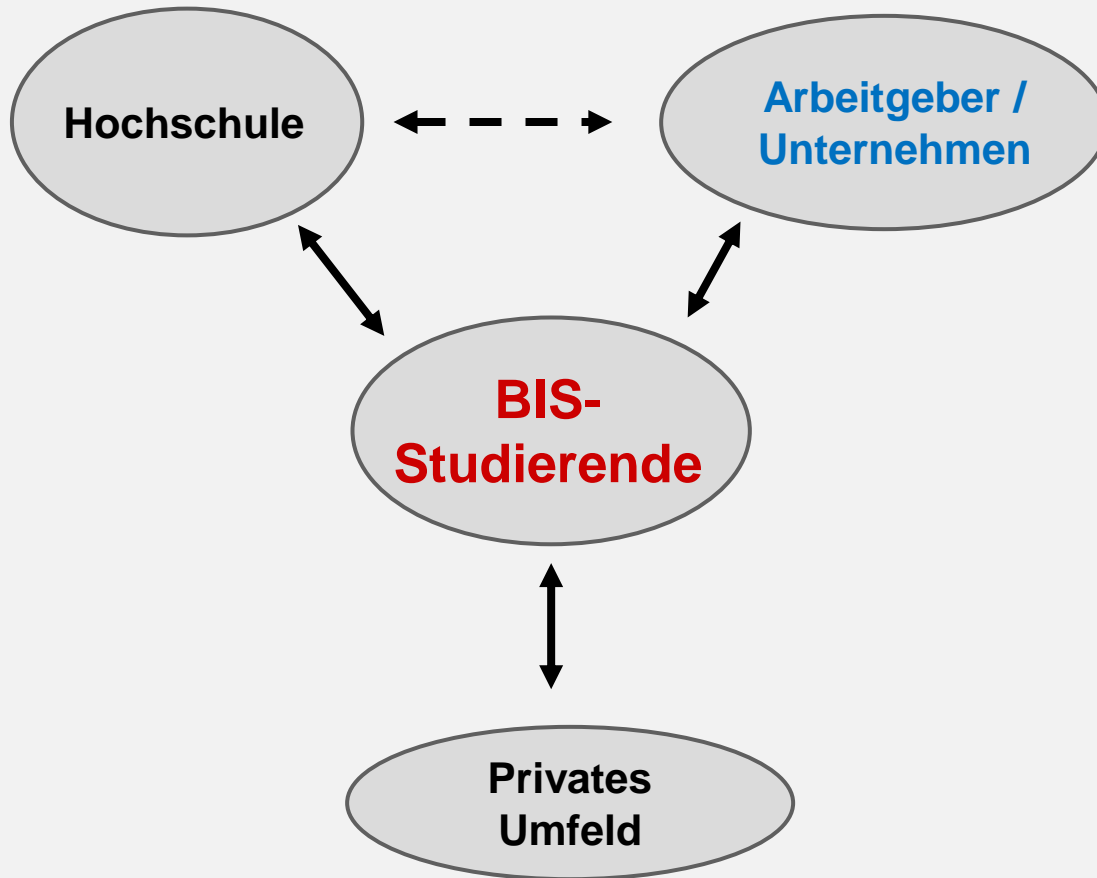 Hochschule
Arbeitgeber /
Unternehmen
BIS-
Studierende
Privates
Umfeld